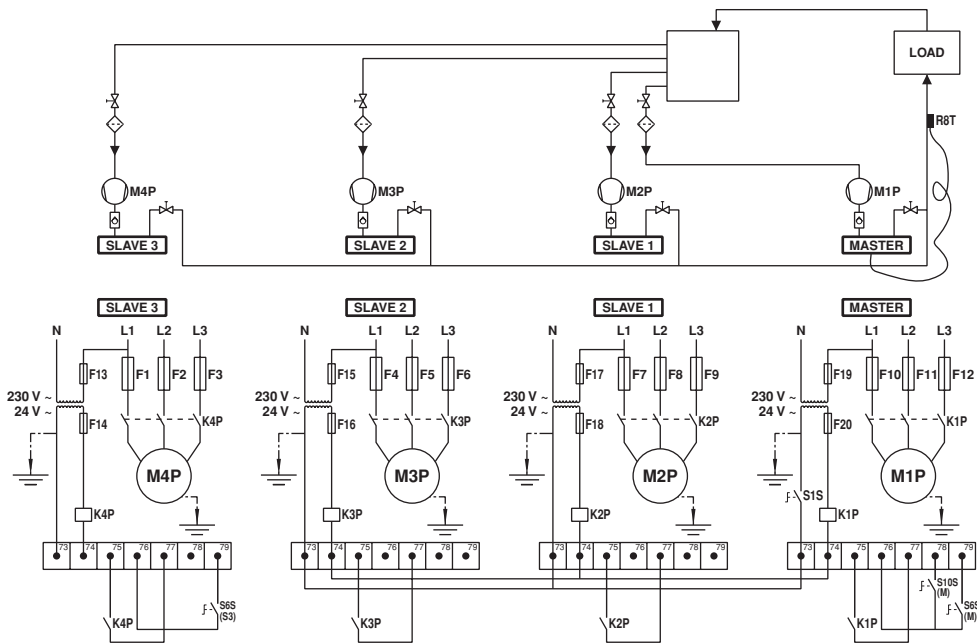 LOAD
R8T
M4P M3P M2P M1P
SLAVE 3 SLAVE 2 SLAVE 1 MASTER
SLAVE 3 SLAVE 2 SLAVE 1 MASTER
N L1 L2 L3 N L1 L2 L3 N L1 L2 L3 N L1 L2 L3
F13 F1 F2 F3 F15 F4 F5 F6 F17 F7 F8 F9 F19 F10 F11 F12
230 V ~ 230 V ~ 230 V ~ 230 V ~
24 V ~ 24 V ~ 24 V ~ 24 V ~
F14 K4P F16 K3P F18 K2P F20 K1P
M4P M3P M2P M1P
S1S
K4P K3P K2P K1P
73 74 75 76 77 78 79 73 74 75 76 77 79 73 74 75 76 77 78 79 73 74 75 76 77 78 79
S10S
(M)
S6S
(S3)
S6S
(M)
K4P K3P K2P K1P